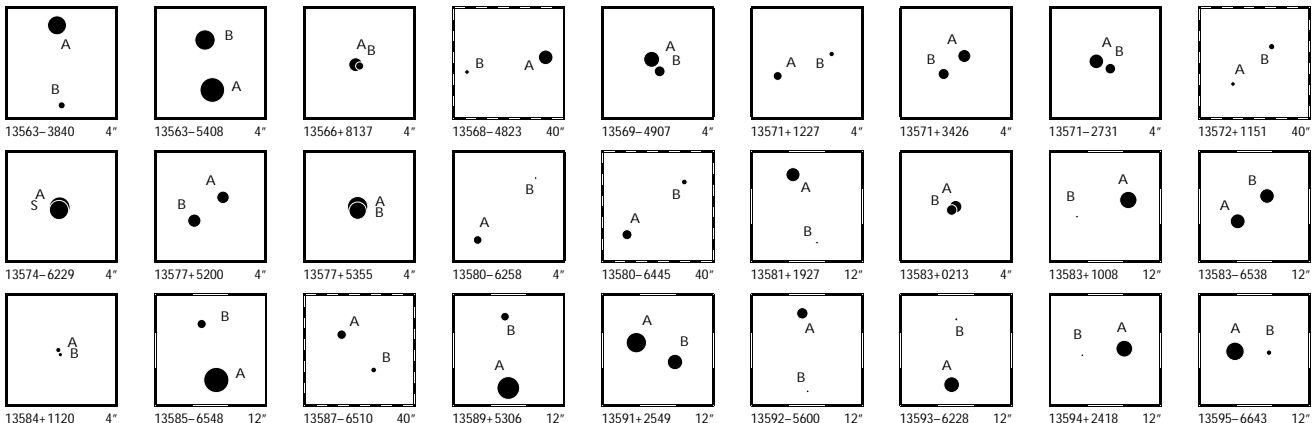 A B
B A
A B
B A
A B
A B
A B
A B
A B
13563–3840 4″ 13563–5408 4″ 13566+8137 4″ 13568–4823 40″ 13569–4907 4″ 13571+1227 4″ 13571+3426 4″ 13571–2731 4″ 13572+1151 40″
A S
A B
A B
B A
B A
A B
A B
A B
B A
13574–6229 4″ 13577+5200 4″ 13577+5355 4″ 13580–6258 4″ 13580–6445 40″ 13581+1927 12″ 13583+0213 4″ 13583+1008 12″ 13583–6538 12″
A B
B A
A B
B A
A B
A B
B A
B A
A B
13584+1120 4″ 13585–6548 12″ 13587–6510 40″ 13589+5306 12″ 13591+2549 12″ 13592–5600 12″ 13593–6228 12″ 13594+2418 12″ 13595–6643 12″